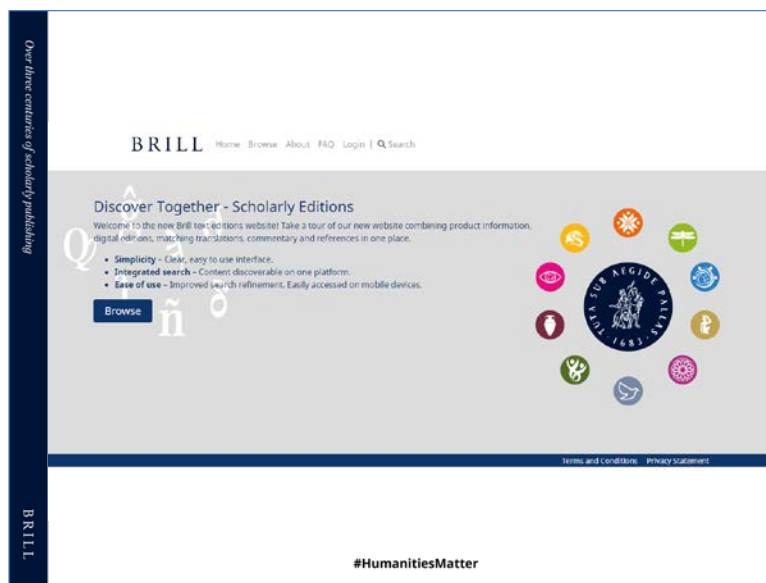 Over three centuries of scholarly publishing
BRILL Home Browse About FAQ Login | Search
Discover Together - Scholarly Editions
Welcome to the new Brill text editions website! Take a tour of our new website combining product information,
digital editions, matching translations, commentary and references in one place.
• Simplicity – Clear, easy to use interface.
• Integrated search – Content discoverable on one platform.
• Ease of use – Improved search refinement. Easily accessed on mobile devices.
Browse
TUTA SUB AEGIDE PALLAS
· 1683 ·
Terms and Conditions Privacy Statement
BRILL
#HumanitiesMatter